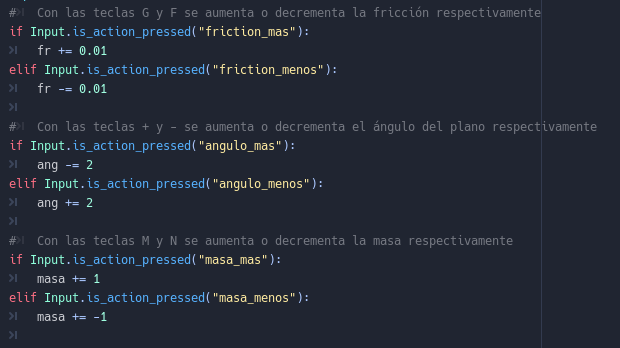 # Con las teclas G y F se aumenta o decrementa la fricción respectivamente
if Input.is_action_pressed("friction_mas"):
fr += 0.01
elif Input.is_action_pressed("friction_menos"):
fr -= 0.01
# Con las teclas + y - se aumenta o decrementa el ángulo del plano respectivamente
if Input.is_action_pressed("angulo_mas"):
ang -= 2
elif Input.is_action_pressed("angulo_menos"):
ang += 2
# Con las teclas M y N se aumenta o decrementa la masa respectivamente
if Input.is_action_pressed("masa_mas"):
masa += 1
elif Input.is_action_pressed("masa_menos"):
masa += -1